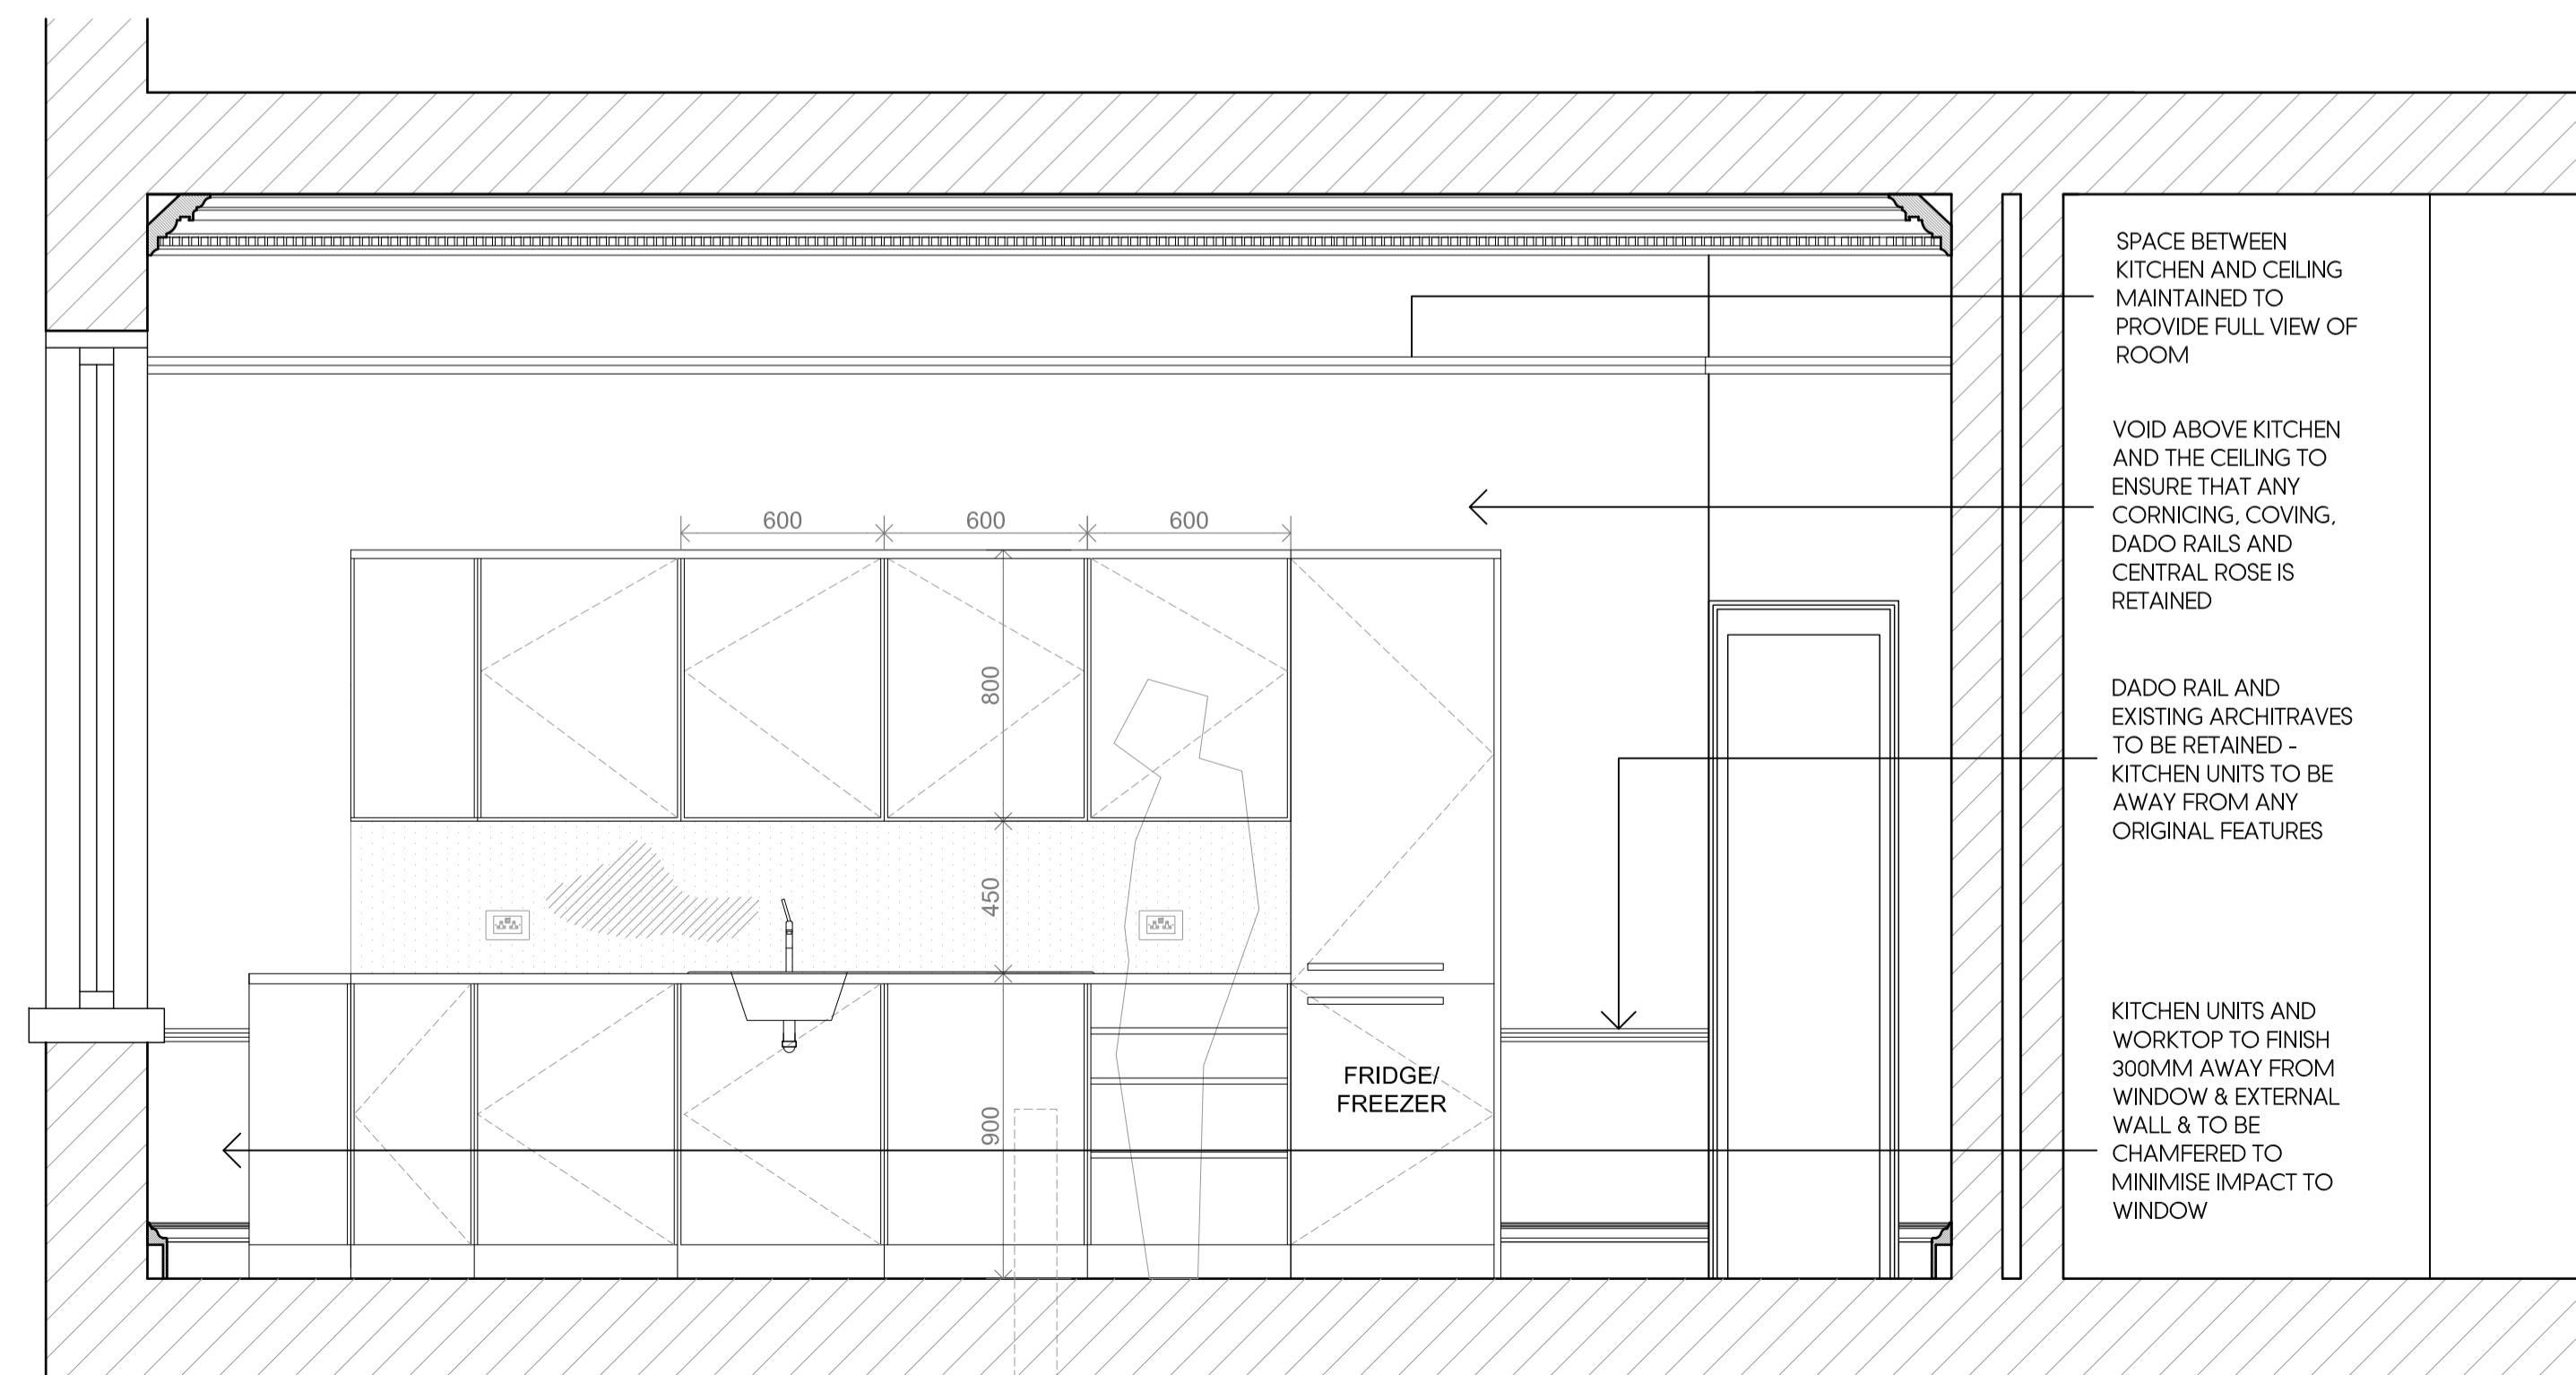 SPACE BETWEEN
KITCHEN AND CEILING
MAINTAINED TO
PROVIDE FULL VIEW OF
ROOM
VOID ABOVE KITCHEN
AND THE CEILING TO
ENSURE THAT ANY
CORNICING, COVING,
DADO RAILS AND
CENTRAL ROSE IS
RETAINED
600 600 600
800
DADO RAIL AND
EXISTING ARCHITRAVES
TO BE RETAINED -
KITCHEN UNITS TO BE
AWAY FROM ANY
ORIGINAL FEATURES
450
900
FRIDGE/
FREEZER
KITCHEN UNITS AND
WORKTOP TO FINISH
300MM AWAY FROM
WINDOW & EXTERNAL
WALL & TO BE
CHAMFERED TO
MINIMISE IMPACT TO
WINDOW